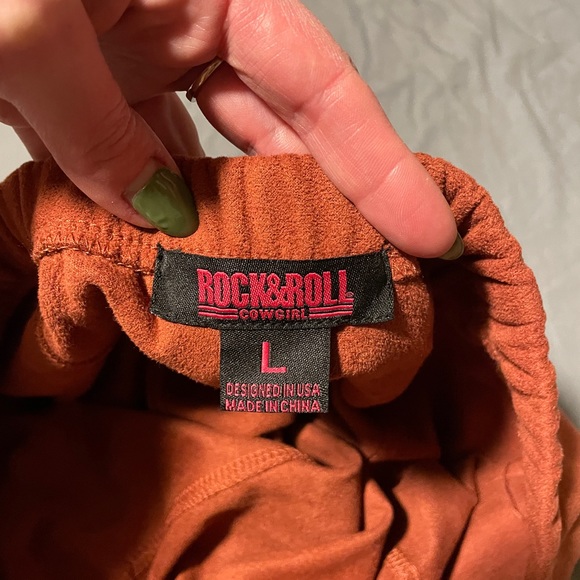 ROCK&ROLL
COWGIRL
L
DESIGNED IN USA
MADE IN CHINA